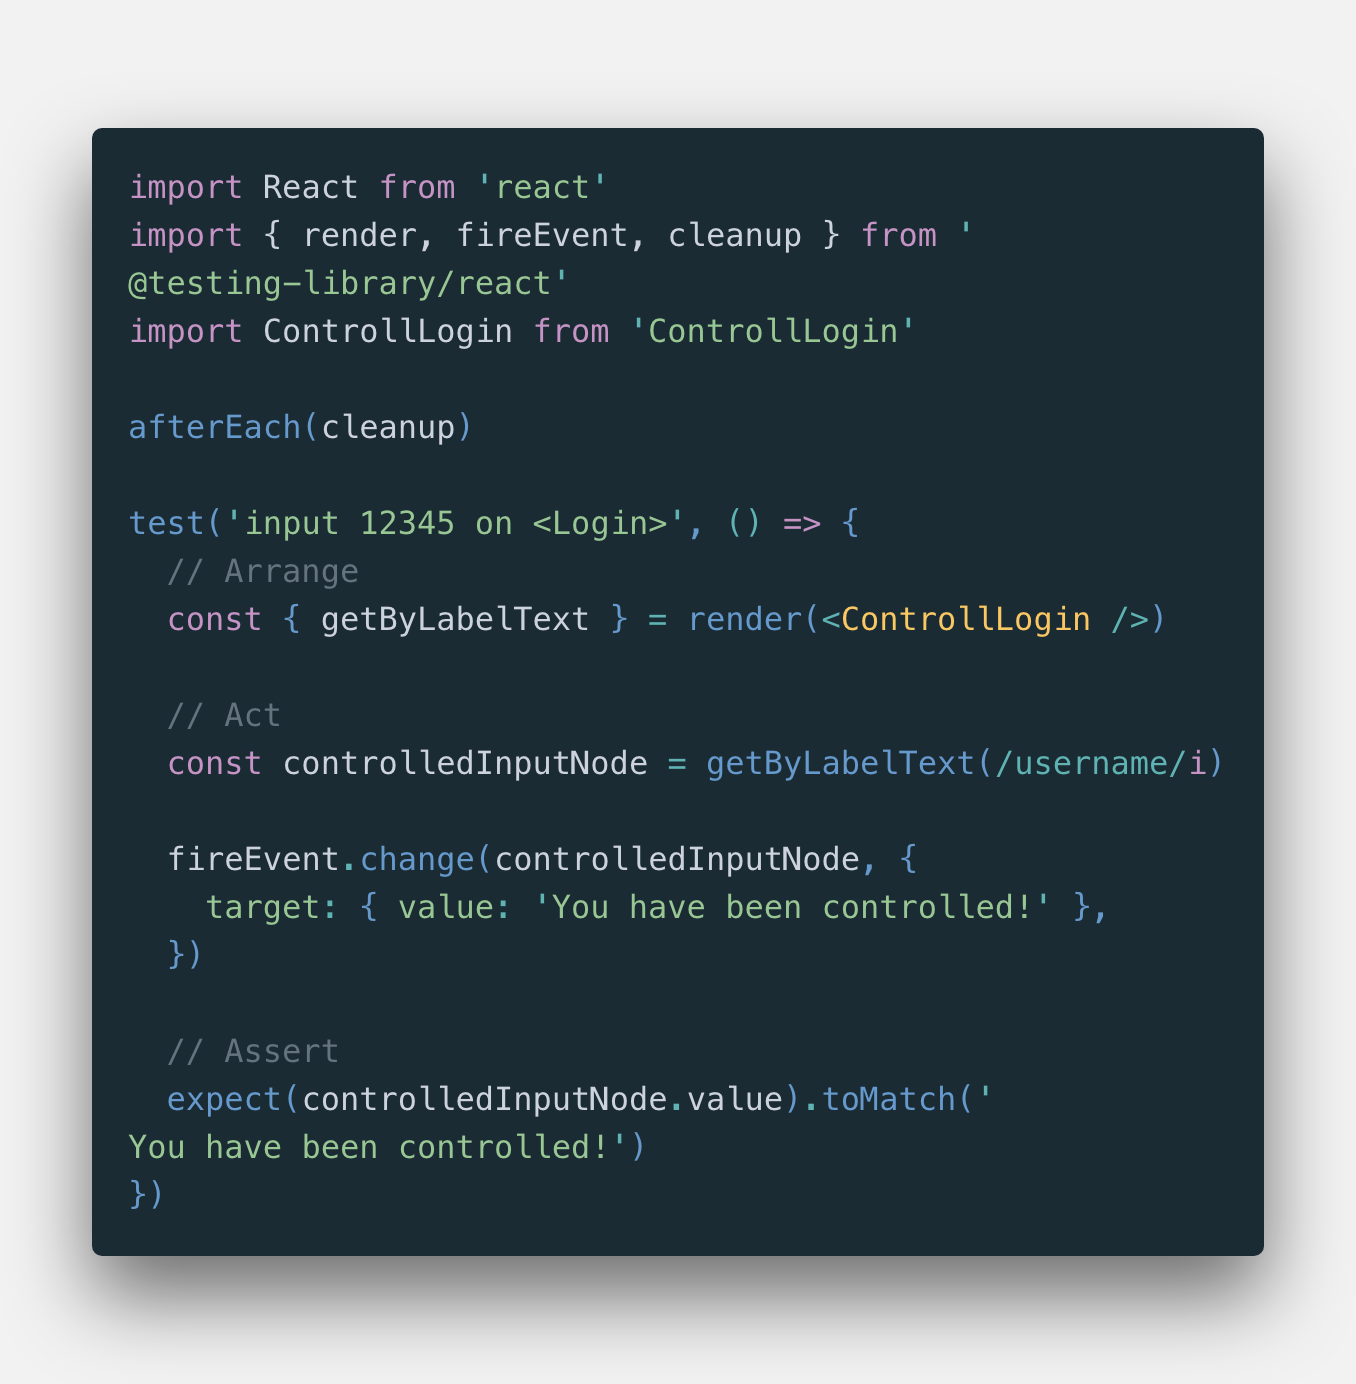 import React from 'react'
import { render, fireEvent, cleanup } from '
@testing-library/react'
import ControllLogin from 'ControllLogin'
afterEach(cleanup)
test('input 12345 on <Login>', () => {
  // Arrange
  const { getByLabelText } = render(<ControllLogin />)
  // Act
  const controlledInputNode = getByLabelText(/username/i)
  fireEvent.change(controlledInputNode, {
    target: { value: 'You have been controlled!' },
  })
  // Assert
  expect(controlledInputNode.value).toMatch('
You have been controlled!')
})